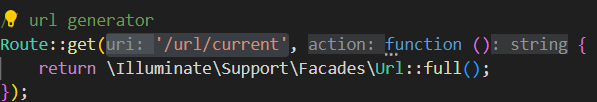 url generator
Route::get(uri: '/url/current', action: function (): string {
    return \Illuminate\Support\Facades\Url::full();
});